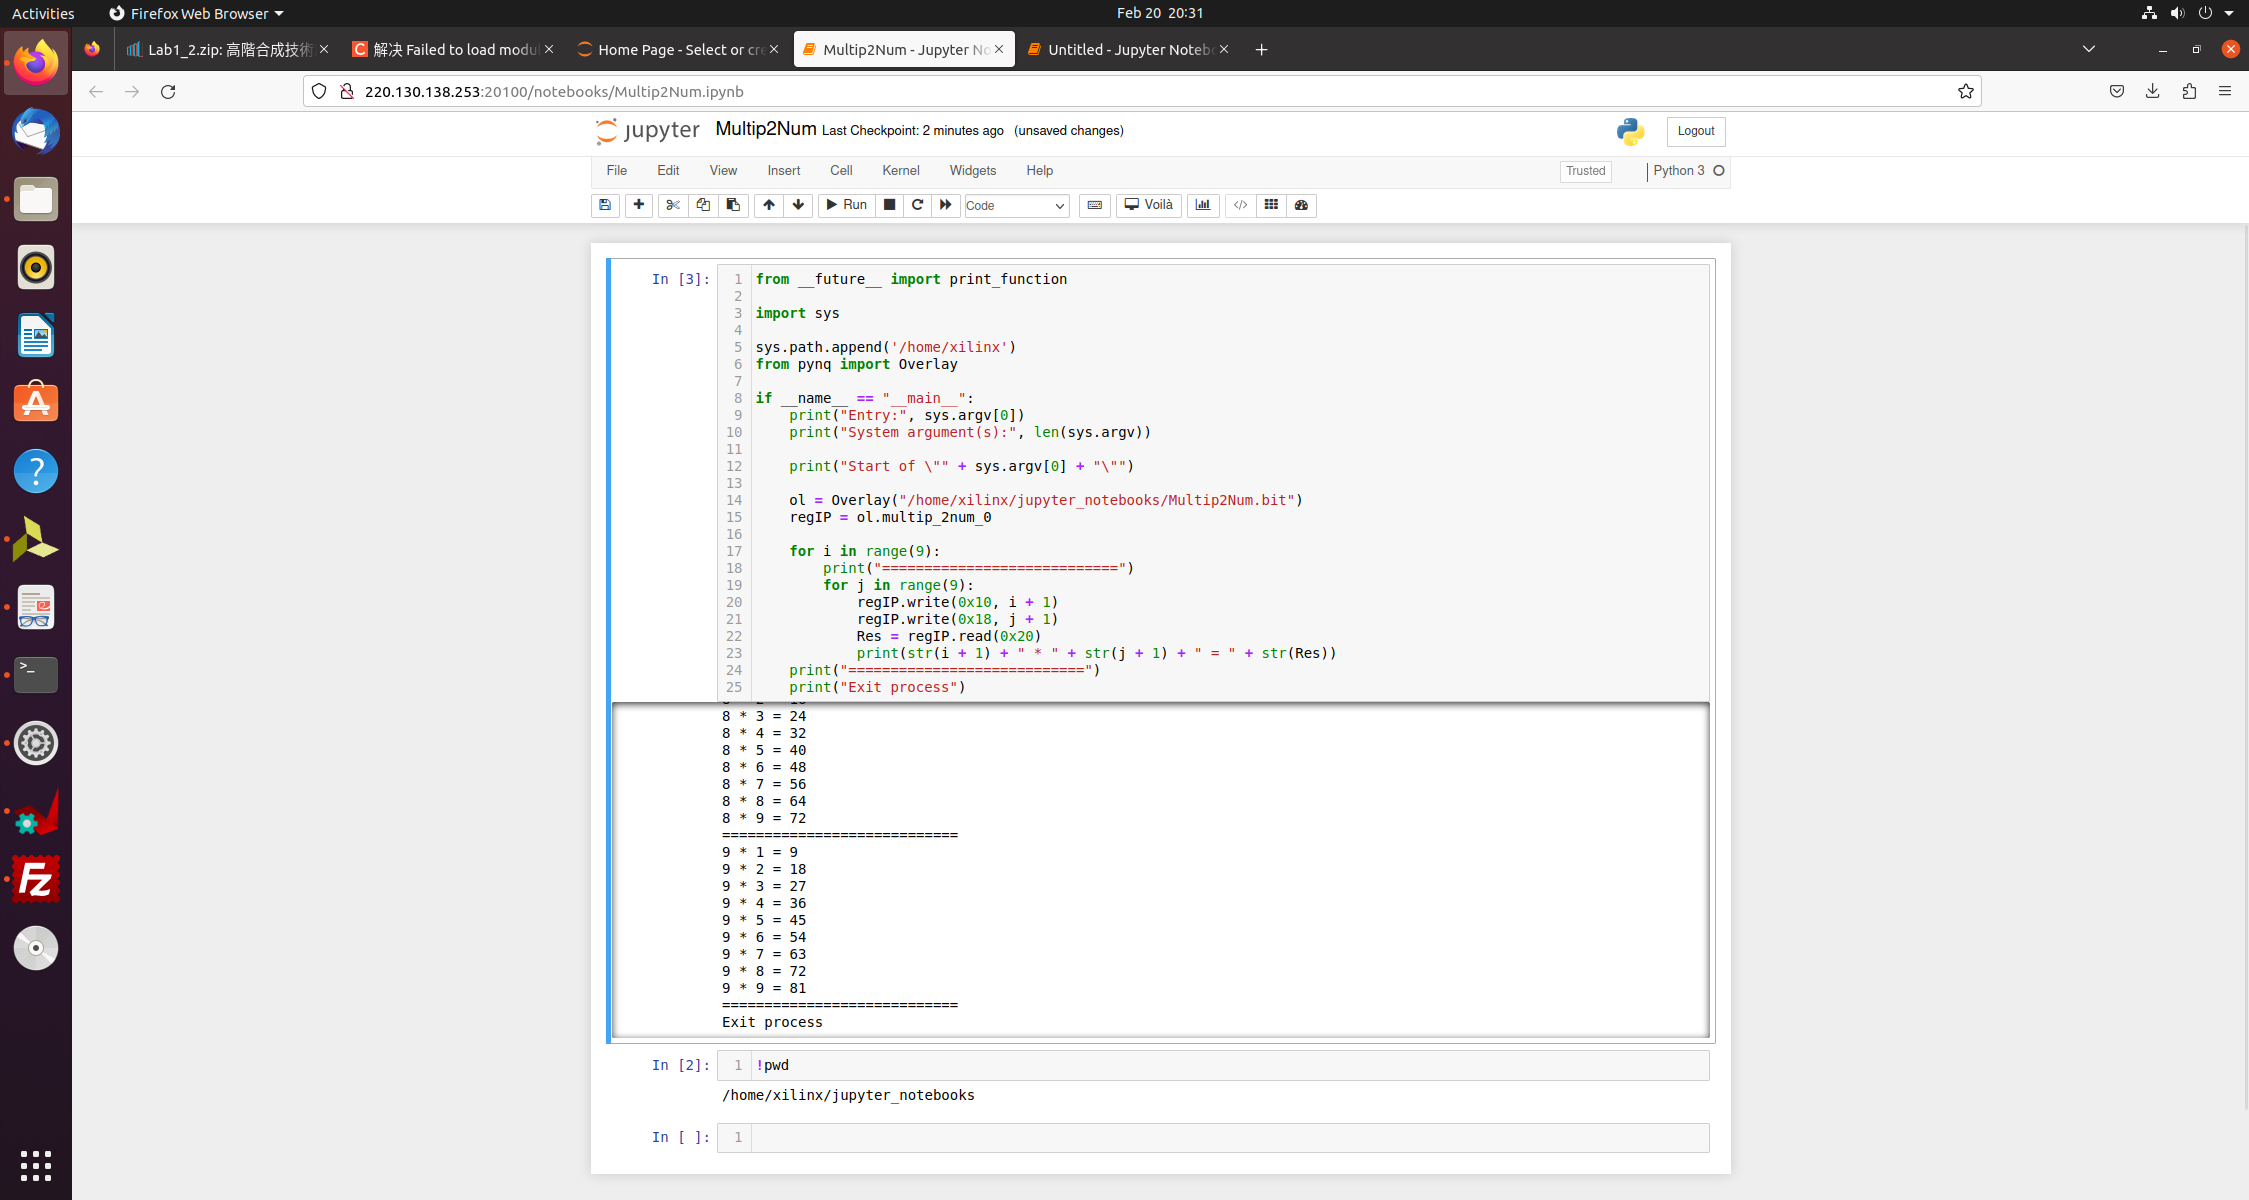 Activities
Firefox Web Browser
Feb 20 20:31
Lab1_2.zip: 高階合成技術
解决 Failed to load modul
Home Page - Select or cre
Multip2Num - Jupyter No
Untitled - Jupyter Notebo
220.130.138.253:20100/notebooks/Multip2Num.ipynb
jupyter
Multip2Num Last Checkpoint: 2 minutes ago (unsaved changes)
Logout
File Edit View Insert Cell Kernel Widgets Help
Trusted
Python 3
Run
Code
Voilà
In [3]:
1 from __future__ import print_function
2
3 import sys
4
5 sys.path.append('/home/xilinx')
6 from pynq import Overlay
7
8 if __name__ == "__main__":
9     print("Entry:", sys.argv[0])
10     print("System argument(s):", len(sys.argv))
11
12     print("Start of \"" + sys.argv[0] + "\"")
13
14     ol = Overlay("/home/xilinx/jupyter_notebooks/Multip2Num.bit")
15     regIP = ol.multip_2num_0
16
17     for i in range(9):
18         print("============================")
19         for j in range(9):
20             regIP.write(0x10, i + 1)
21             regIP.write(0x18, j + 1)
22             Res = regIP.read(0x20)
23             print(str(i + 1) + " * " + str(j + 1) + " = " + str(Res))
24     print("============================")
25     print("Exit process")
8 * 3 = 24
8 * 4 = 32
8 * 5 = 40
8 * 6 = 48
8 * 7 = 56
8 * 8 = 64
8 * 9 = 72
============================
9 * 1 = 9
9 * 2 = 18
9 * 3 = 27
9 * 4 = 36
9 * 5 = 45
9 * 6 = 54
9 * 7 = 63
9 * 8 = 72
9 * 9 = 81
============================
Exit process
In [2]:
1 !pwd
/home/xilinx/jupyter_notebooks
In [ ]:
1